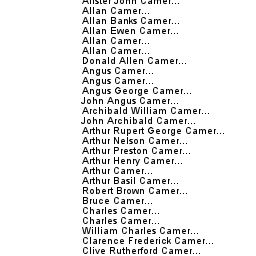 Alister John Camer...
Allan Camer...
Allan Banks Camer...
Allan Ewen Camer...
Allan Camer...
Allan Camer...
Donald Allen Camer...
Angus Camer...
Angus Camer...
Angus George Camer...
John Angus Camer...
Archibald William Camer...
John Archibald Camer...
Arthur Rupert George Camer...
Arthur Nelson Camer...
Arthur Preston Camer...
Arthur Henry Camer...
Arthur Camer...
Arthur Basil Camer...
Robert Brown Camer...
Bruce Camer...
Charles Camer...
Charles Camer...
William Charles Camer...
Clarence Frederick Camer...
Clive Rutherford Camer...